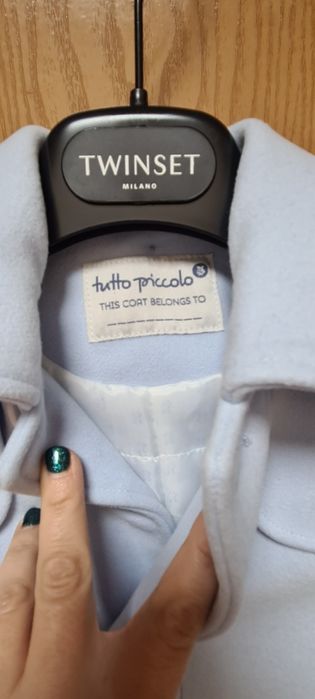 TWINSET
MILANO
tutto piccolo
THIS COAT BELONGS TO